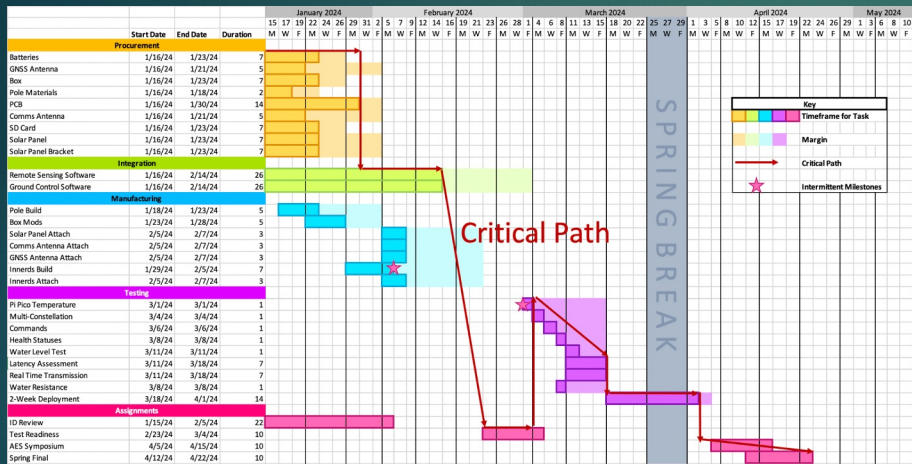 January 2024 February 2024 March 2024 April 2024 May 2024
15 17 19 22 24 26 29 31 2 5 7 9 12 14 16 19 21 23 26 28 1 4 6 8 11 13 15 18 20 22 25 27 29 1 3 5 8 10 12 15 17 19 22 24 26 29 1 3 6 8 10
Start Date End Date Duration M W F M W F M W F M W F M W F M W F M W F M W F M W F M W F M W F M W F M W F M W F M W F M W F M W F
Procurement
Batteries 1/16/24 1/23/24 7
GNSS Antenna 1/16/24 1/21/24 5
Box 1/16/24 1/23/24 7
Pole Materials 1/16/24 1/18/24 2
PCB 1/16/24 1/30/24 14
Comms Antenna 1/16/24 1/21/24 5
SD Card 1/16/24 1/23/24 7
Solar Panel 1/16/24 1/23/24 7
Solar Panel Bracket 1/16/24 1/23/24 7
Integration
Remote Sensing Software 1/16/24 2/14/24 26
Ground Control Software 1/16/24 2/14/24 26
Manufacturing
Pole Build 1/18/24 1/23/24 5
Box Mods 1/23/24 1/28/24 5
Solar Panel Attach 2/5/24 2/7/24 3
Comms Antenna Attach 2/5/24 2/7/24 3
GNSS Antenna Attach 2/5/24 2/7/24 3
Innerds Build 1/29/24 2/5/24 7
Innerds Attach 2/5/24 2/7/24 3
Testing
Pi Pico Temperature 3/1/24 3/1/24 1
Multi-Constellation 3/4/24 3/4/24 1
Commands 3/6/24 3/6/24 1
Health Statuses 3/8/24 3/8/24 1
Water Level Test 3/11/24 3/11/24 1
Latency Assessment 3/11/24 3/18/24 7
Real Time Transmission 3/11/24 3/18/24 7
Water Resistance 3/8/24 3/8/24 1
2-Week Deployment 3/18/24 4/1/24 14
Assignments
ID Review 1/15/24 2/5/24 22
Test Readiness 2/23/24 3/4/24 10
AES Symposium 4/5/24 4/15/24 10
Spring Final 4/12/24 4/22/24 10
Critical Path
SPRING BREAK
Key
Timeframe for Task
Margin
Critical Path
Intermittent Milestones